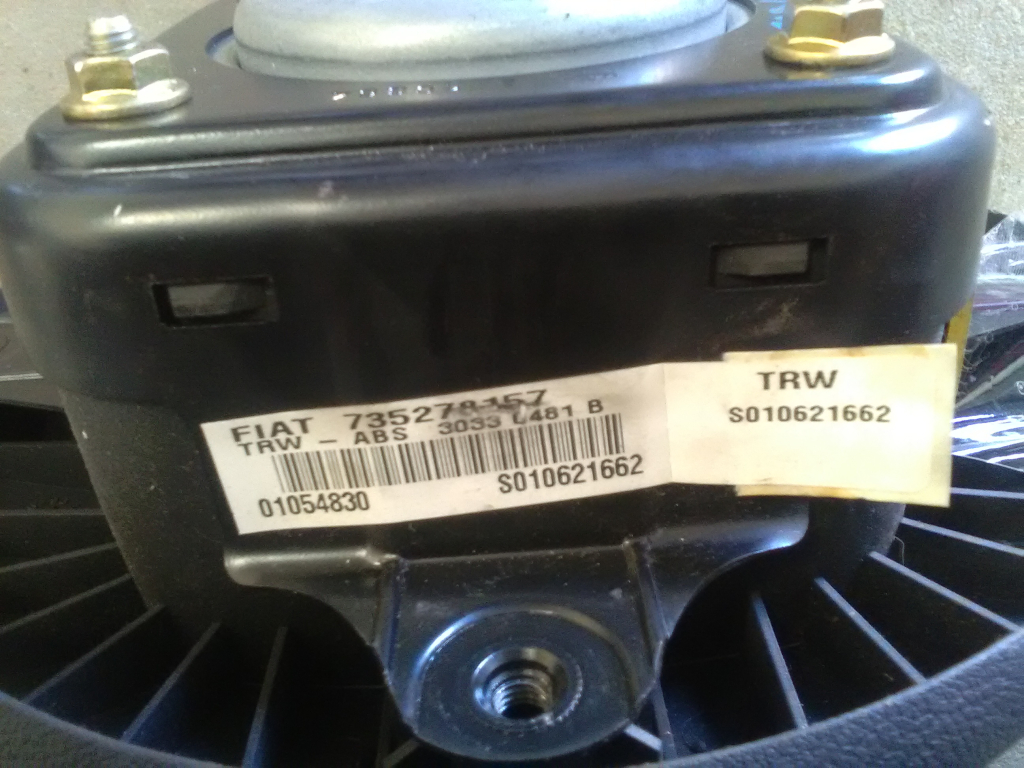 FIAT 735278157
TRW - ABS 3033 0481 B
01054830
S010621662
TRW
S010621662